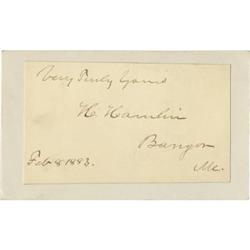 Very Truly Yours
H. Hamlin
Bangor
Me.
Feb 8 1883.